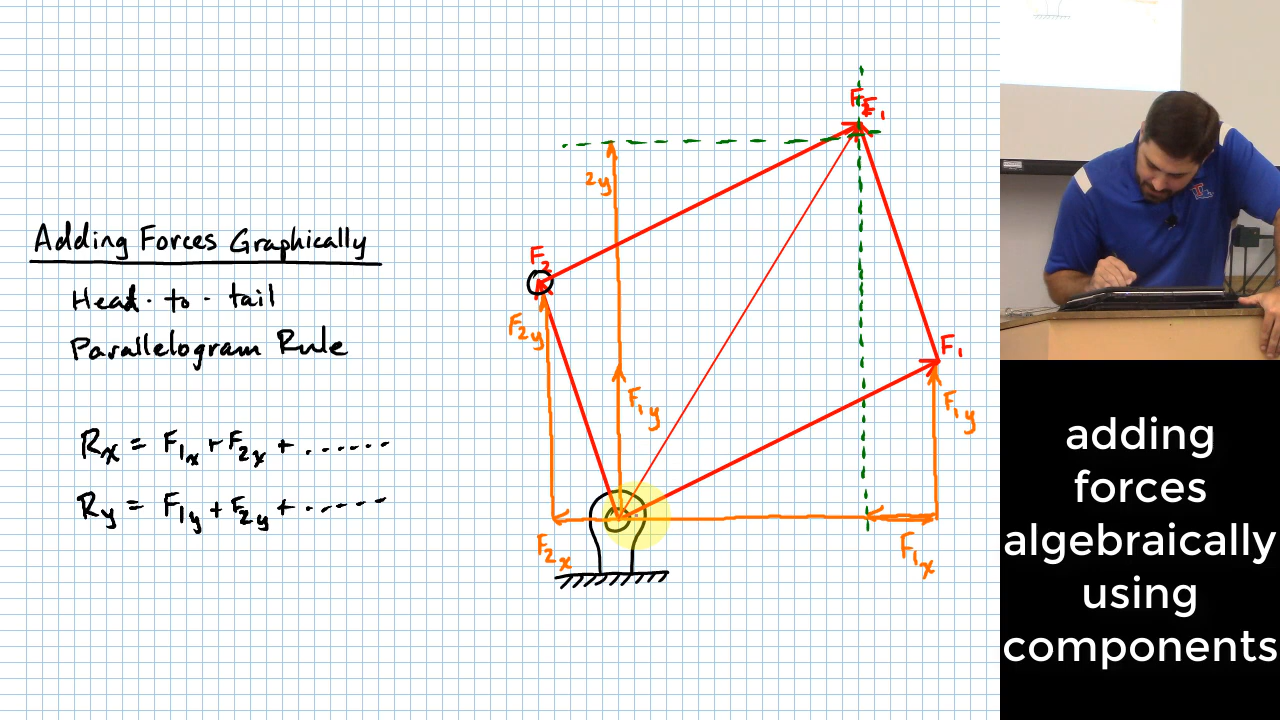 Adding Forces Graphically
Head-to-tail
Parallelogram Rule
Rx = F1x + F2x + ......
Ry = F1y + F2y + ......
F1
2y
F2
F2y
F1
F1y
F1y
F2x
F1x
adding
forces
algebraically
using
components